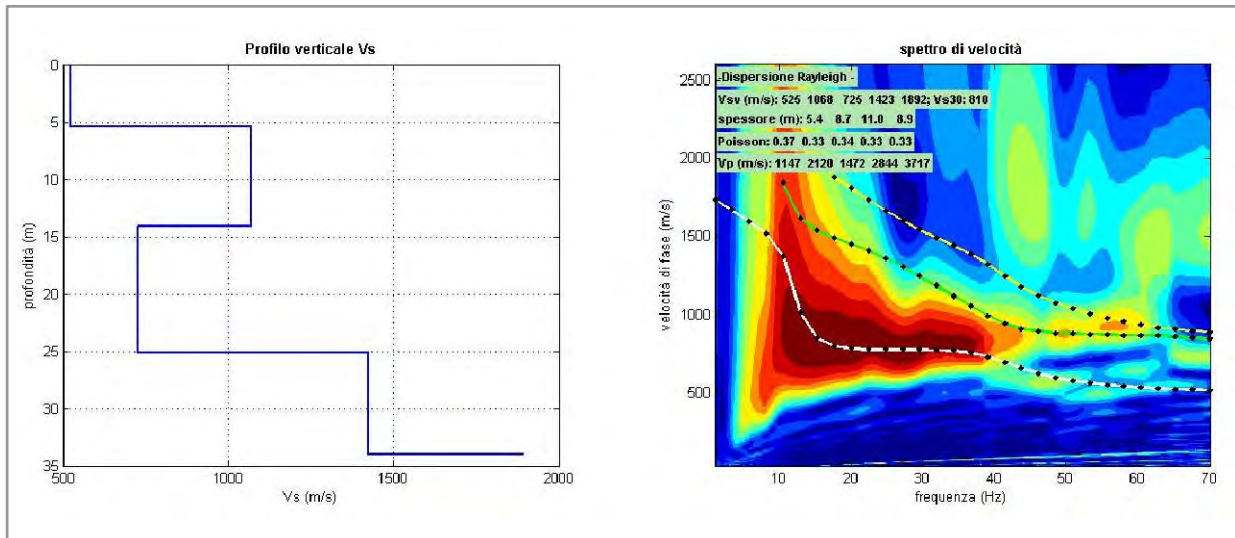 Profilo verticale Vs
0
5
10
15
20
25
30
35
profondità (m)
500
1000
1500
2000
Vs (m/s)
spettro di velocità
-Dispersione Rayleigh -
Vsv (m/s): 525 1068 725 1423 1892; Vs30: 810
spessore (m): 5.4 8.7 11.0 8.9
Poisson: 0.37 0.33 0.34 0.33 0.33
Vp (m/s): 1147 2120 1472 2844 3717
2500
2000
1500
1000
500
velocità di fase (m/s)
10
20
30
40
50
60
70
frequenza (Hz)